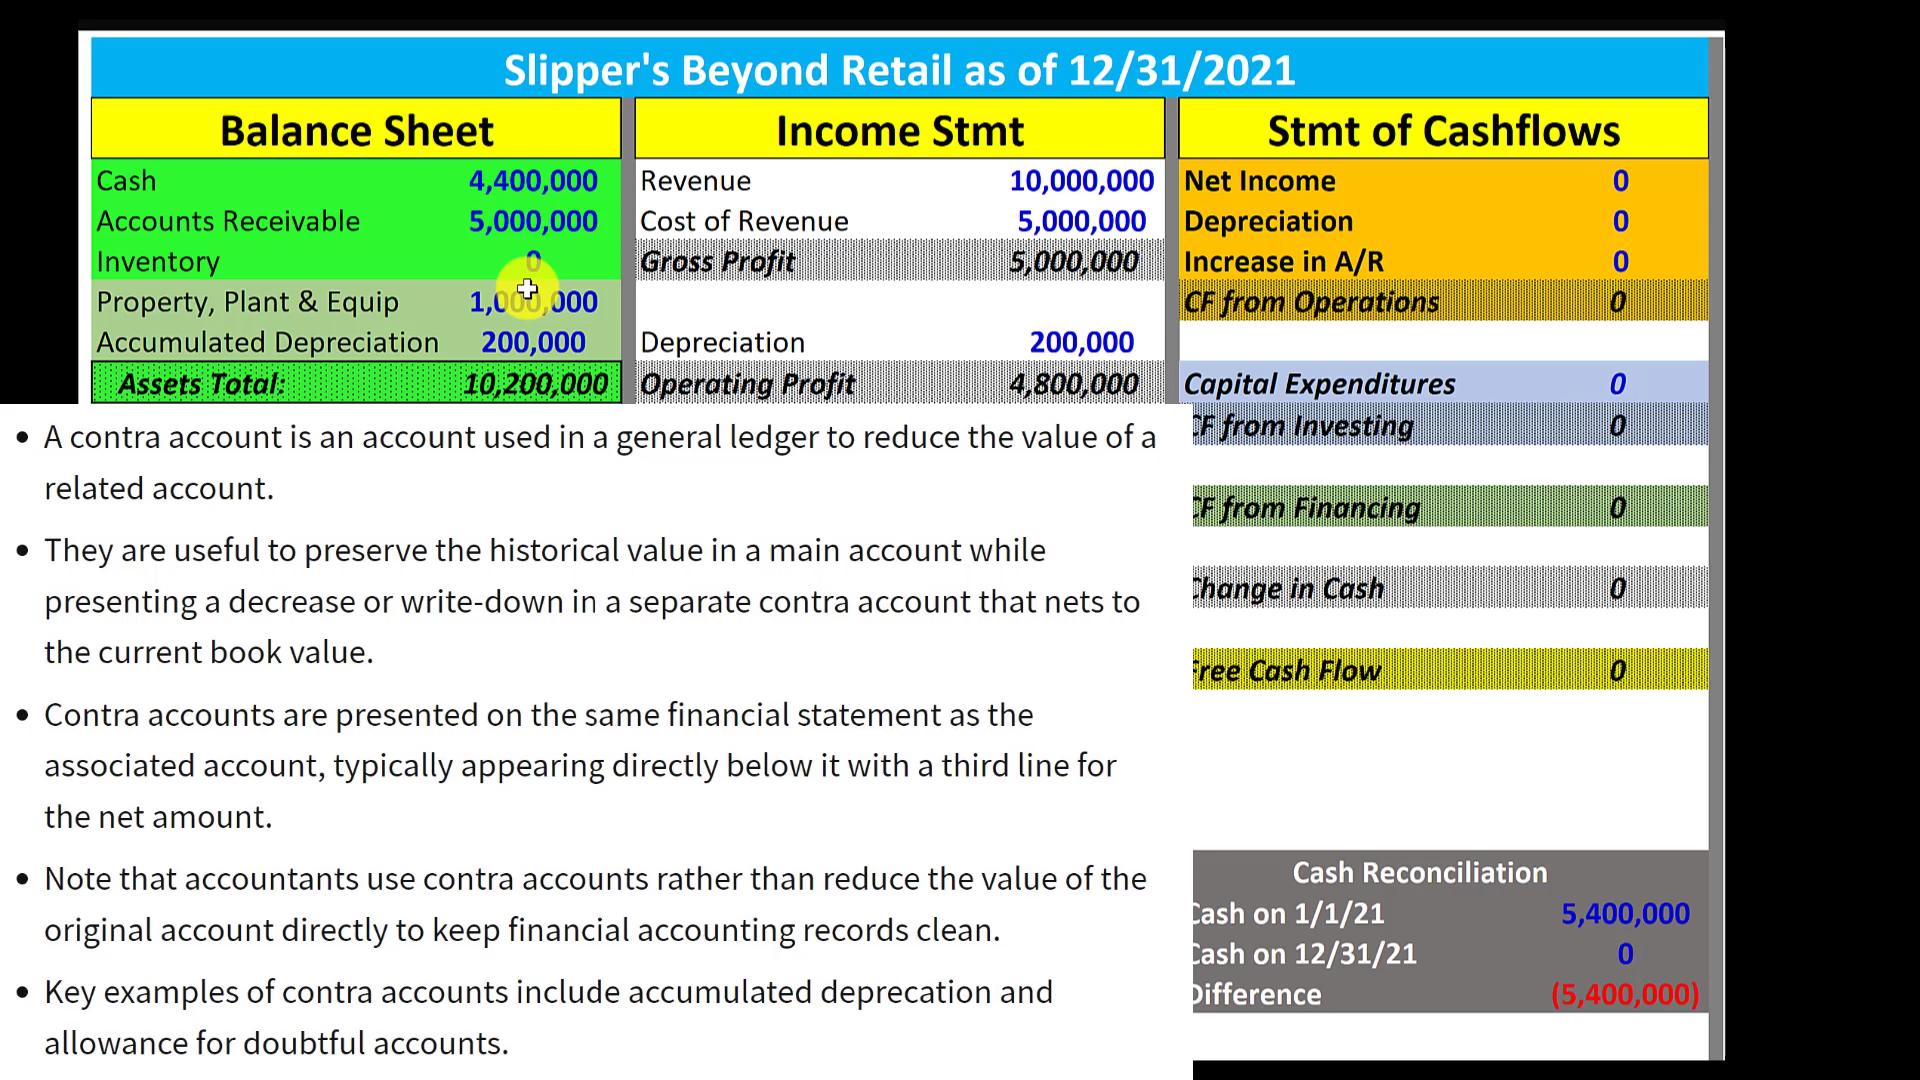 Slipper's Beyond Retail as of 12/31/2021
Balance Sheet
Cash 4,400,000
Accounts Receivable 5,000,000
Inventory 0
Property, Plant & Equip 1,000,000
Accumulated Depreciation 200,000
Assets Total: 10,200,000
Income Stmt
Revenue 10,000,000
Cost of Revenue 5,000,000
Gross Profit 5,000,000
Depreciation 200,000
Operating Profit 4,800,000
Stmt of Cashflows
Net Income 0
Depreciation 0
Increase in A/R 0
CF from Operations 0
Capital Expenditures 0
CF from Investing 0
CF from Financing 0
Change in Cash 0
Free Cash Flow 0
Cash Reconciliation
Cash on 1/1/21 5,400,000
Cash on 12/31/21 0
Difference (5,400,000)
• A contra account is an account used in a general ledger to reduce the value of a
related account.
• They are useful to preserve the historical value in a main account while
presenting a decrease or write-down in a separate contra account that nets to
the current book value.
• Contra accounts are presented on the same financial statement as the
associated account, typically appearing directly below it with a third line for
the net amount.
• Note that accountants use contra accounts rather than reduce the value of the
original account directly to keep financial accounting records clean.
• Key examples of contra accounts include accumulated deprecation and
allowance for doubtful accounts.